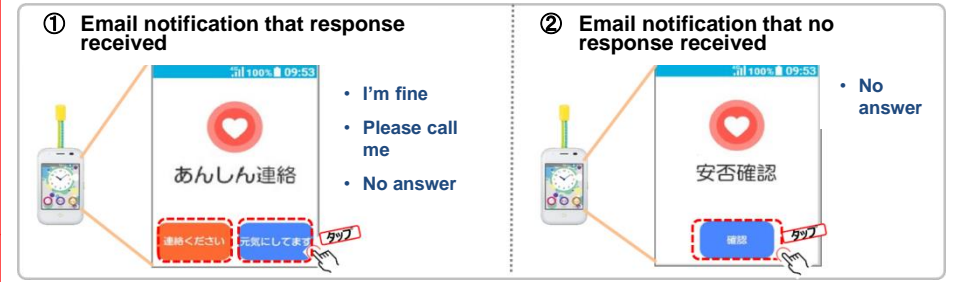 ① Email notification that response
received
100% 09:53
あんしん連絡
連絡ください 元気にしてます
タップ
• I'm fine
• Please call
me
• No answer
② Email notification that no
response received
100% 09:53
安否確認
確認
タップ
• No
answer